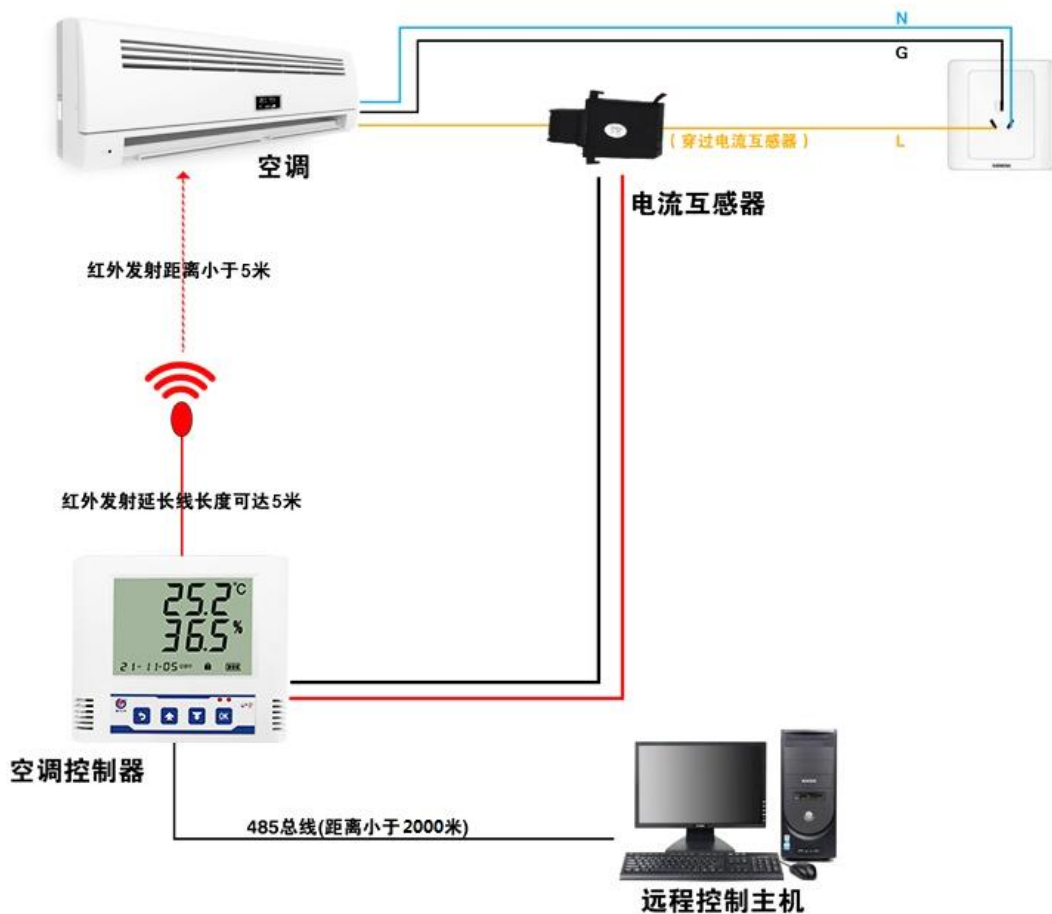 N
G
（穿过电流互感器）
L
空调
电流互感器
红外发射距离小于5米
红外发射延长线长度可达5米
25.2℃
36.5%
21-11-05
OK
空调控制器
485总线(距离小于2000米)
远程控制主机